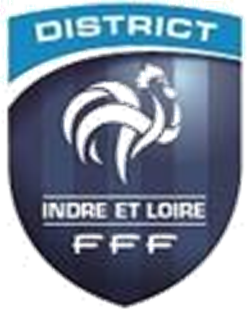 DISTRICT
INDRE ET LOIRE
FFF